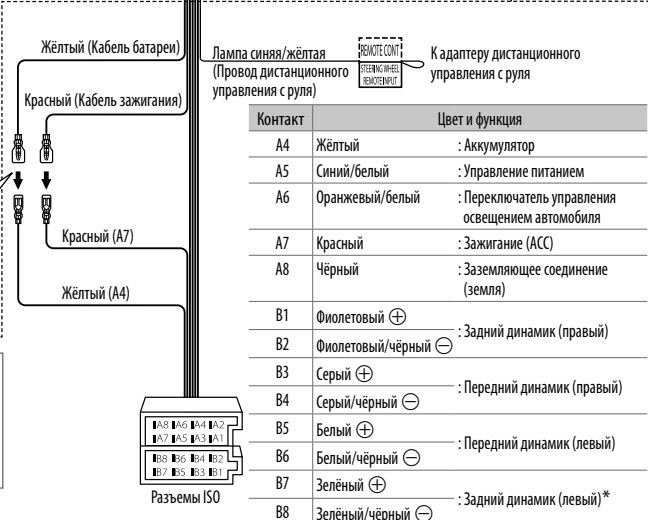 Жёлтый (Кабель батареи)
Лампа синяя/жёлтая
(Провод дистанционного
управления с руля)
REMOTE CONT
STEERING WHEEL
REMOTE INPUT
К адаптеру дистанционного
управления с руля
Красный (Кабель зажигания)
Красный (A7)
Жёлтый (A4)
Контакт Цвет и функция
A4 Жёлтый : Аккумулятор
A5 Синий/белый : Управление питанием
A6 Оранжевый/белый : Переключатель управления
освещением автомобиля
A7 Красный : Зажигание (ACC)
A8 Чёрный : Заземляющее соединение
(земля)
B1 Фиолетовый ⊕
: Задний динамик (правый)
B2 Фиолетовый/чёрный ⊖
B3 Серый ⊕
: Передний динамик (правый)
B4 Серый/чёрный ⊖
B5 Белый ⊕
: Передний динамик (левый)
B6 Белый/чёрный ⊖
B7 Зелёный ⊕
: Задний динамик (левый)*
B8 Зелёный/чёрный ⊖
A8 A6 A4 A2
A7 A5 A3 A1
B8 B6 B4 B2
B7 B5 B3 B1
Разъемы ISO